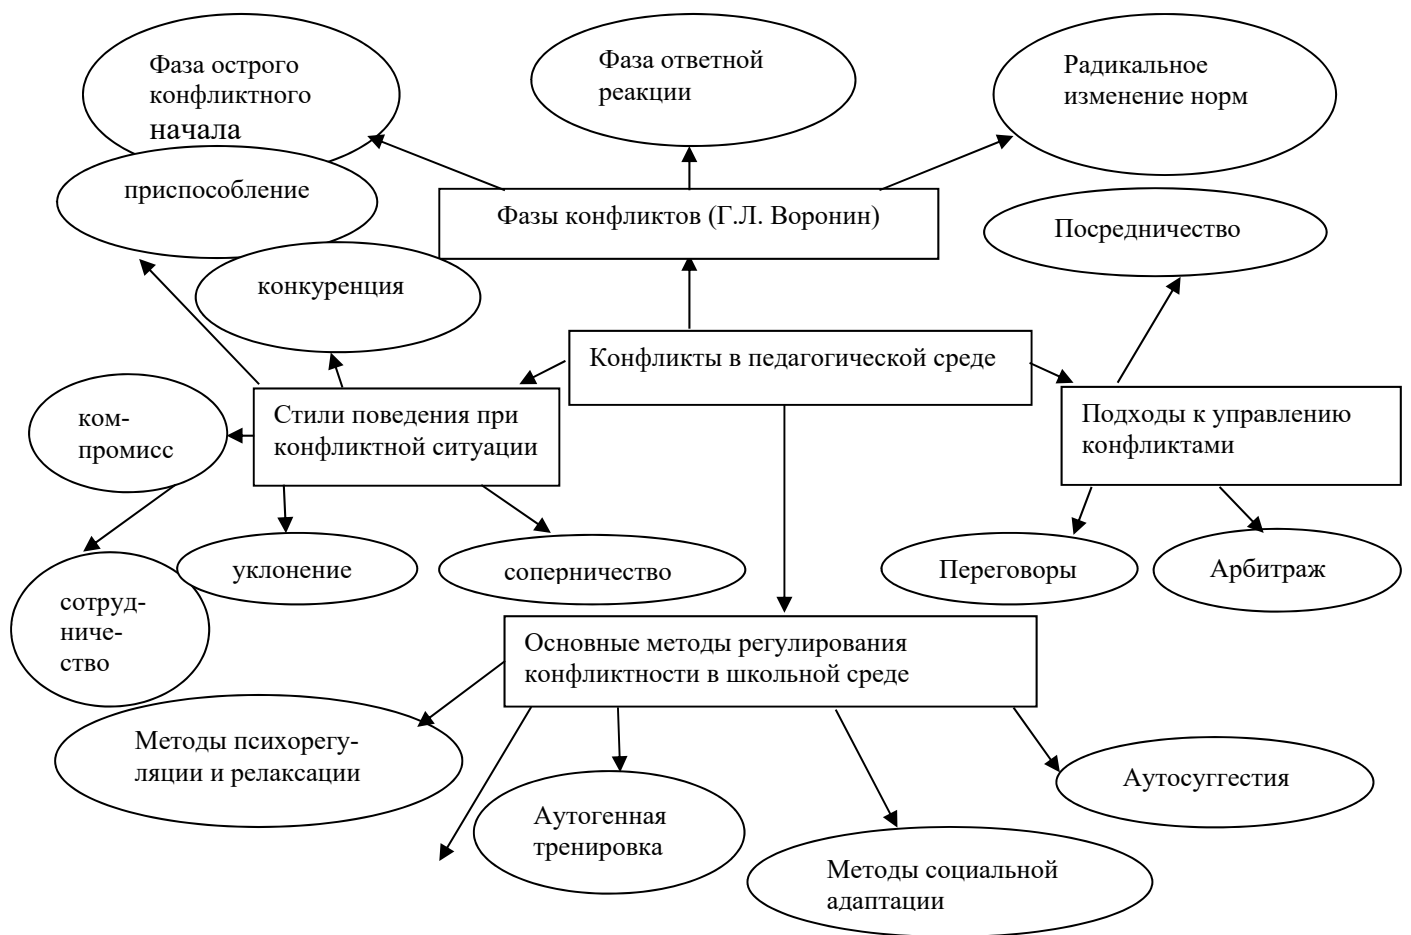 Фаза острого
конфликтного
начала
Фаза ответной
реакции
Радикальное
изменение норм
приспособление
Фазы конфликтов (Г.Л. Воронин)
Посредничество
конкуренция
Конфликты в педагогической среде
Стили поведения при
конфликтной ситуации
Подходы к управлению
конфликтами
ком-
промисс
уклонение
соперничество
Переговоры
Арбитраж
сотруд-
ниче-
ство
Основные методы регулирования
конфликтности в школьной среде
Методы психорегу-
ляции и релаксации
Аутогенная
тренировка
Аутосуггестия
Методы социальной
адаптации